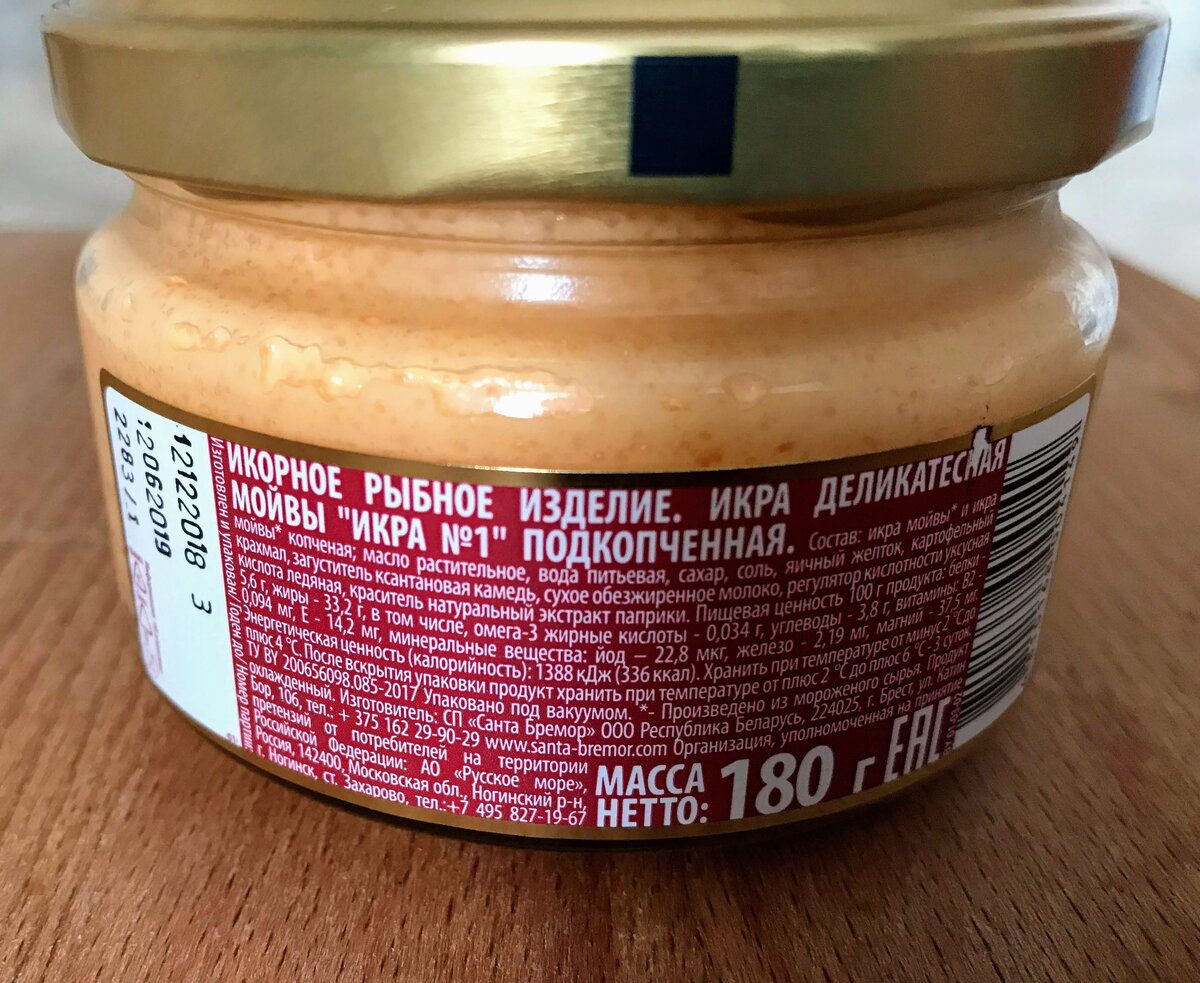 12122018 3
12062019
2283/1
Изготовлен и упакован/ Годен до/ Номер партии
ИКОРНОЕ РЫБНОЕ ИЗДЕЛИЕ. ИКРА ДЕЛИКАТЕСНАЯ
МОЙВЫ "ИКРА №1" ПОДКОПЧЕННАЯ. Состав: икра мойвы* и икра
мойвы* копченая; масло растительное, вода питьевая, сахар, соль, яичный желток, картофельный
крахмал, загуститель ксантановая камедь, сухое обезжиренное молоко, регулятор кислотности уксусная
кислота ледяная, краситель натуральный экстракт паприки. Пищевая ценность 100 г продукта: белки -
5,6 г, жиры - 33,2 г, в том числе, омега-3 жирные кислоты - 0,034 г, углеводы - 3,8 г, витамины: В2 -
0,094 мг, Е - 14,2 мг, минеральные вещества: йод – 22,8 мкг, железо - 2,19 мг, магний - 37,5 мг.
Энергетическая ценность (калорийность): 1388 кДж (336 ккал). Хранить при температуре от минус 2 °С до
плюс 4 °С. После вскрытия упаковки продукт хранить при температуре от плюс 2 °С до плюс 6 °С - 3 суток.
ТУ BY 200656098.085-2017 Упаковано под вакуумом. *- Произведено из мороженого сырья. Продукт
охлажденный. Изготовитель: СП «Санта Бремор» ООО Республика Беларусь, 224025, г. Брест, ул. Катин
Бор, 106, тел.: + 375 162 29-90-29 www.santa-bremor.com Организация, уполномоченная на принятие
претензий от потребителей на территории
Российской Федерации: АО «Русское море»,
Россия, 142400, Московская обл., Ногинский р-н,
г. Ногинск, ст. Захарово, тел.:+7 495 827-19-67
МАССА
НЕТТО: 180 г
EAC